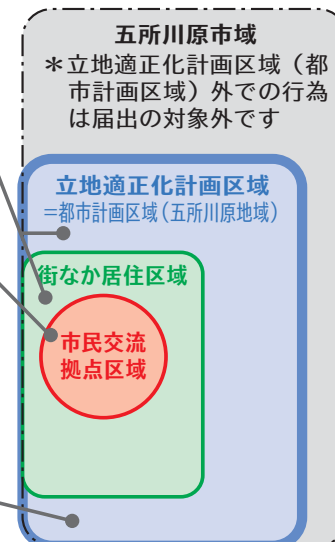 五所川原市域
＊立地適正化計画区域（都
市計画区域）外での行為
は届出の対象外です
立地適正化計画区域
=都市計画区域（五所川原地域）
街なか居住区域
市民交流
拠点区域